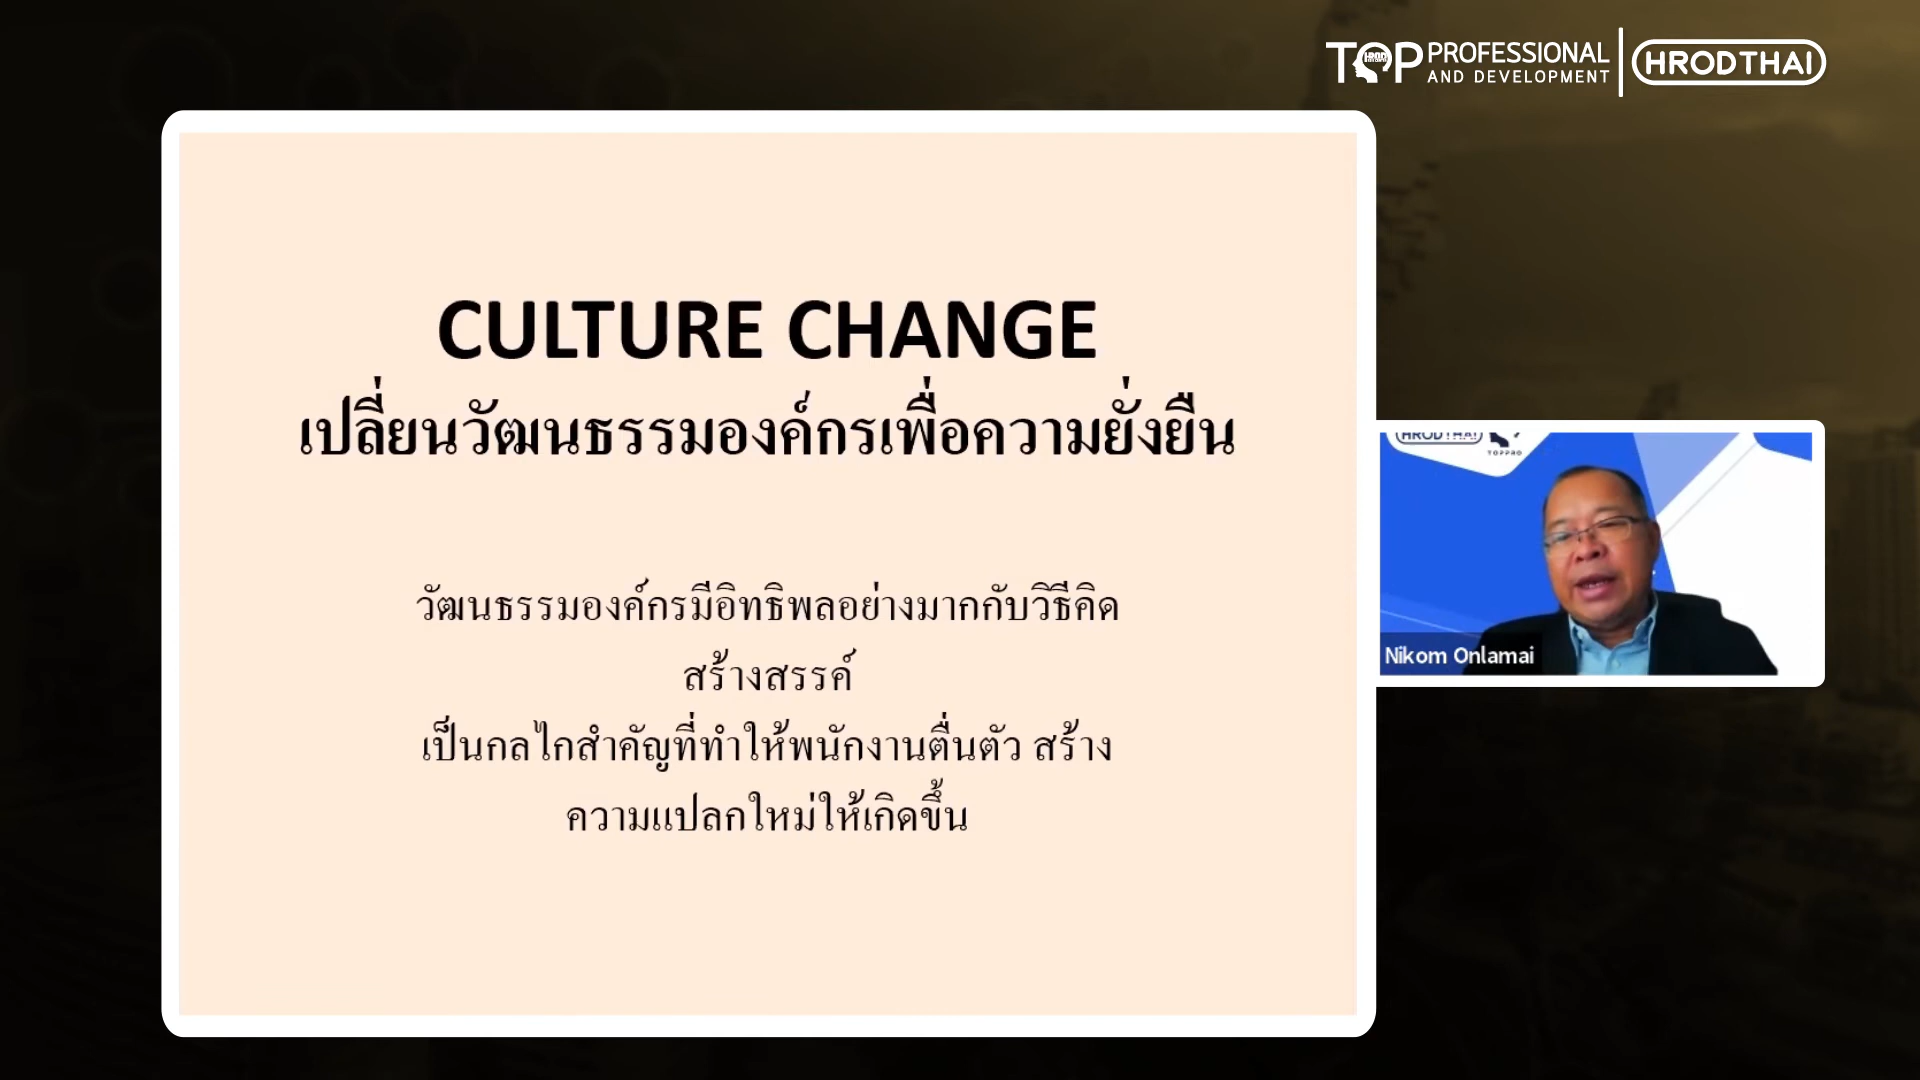 TOP PROFESSIONAL
AND DEVELOPMENT
HRODTHAI
CULTURE CHANGE
เปลี่ยนวัฒนธรรมองค์กรเพื่อความยั่งยืน
วัฒนธรรมองค์กรมีอิทธิพลอย่างมากกับวิธีคิด
สร้างสรรค์
เป็นกลไกสำคัญที่ทำให้พนักงานตื่นตัว สร้าง
ความแปลกใหม่ให้เกิดขึ้น
HRODTHAI
TOPPRO
Nikom Onlamai